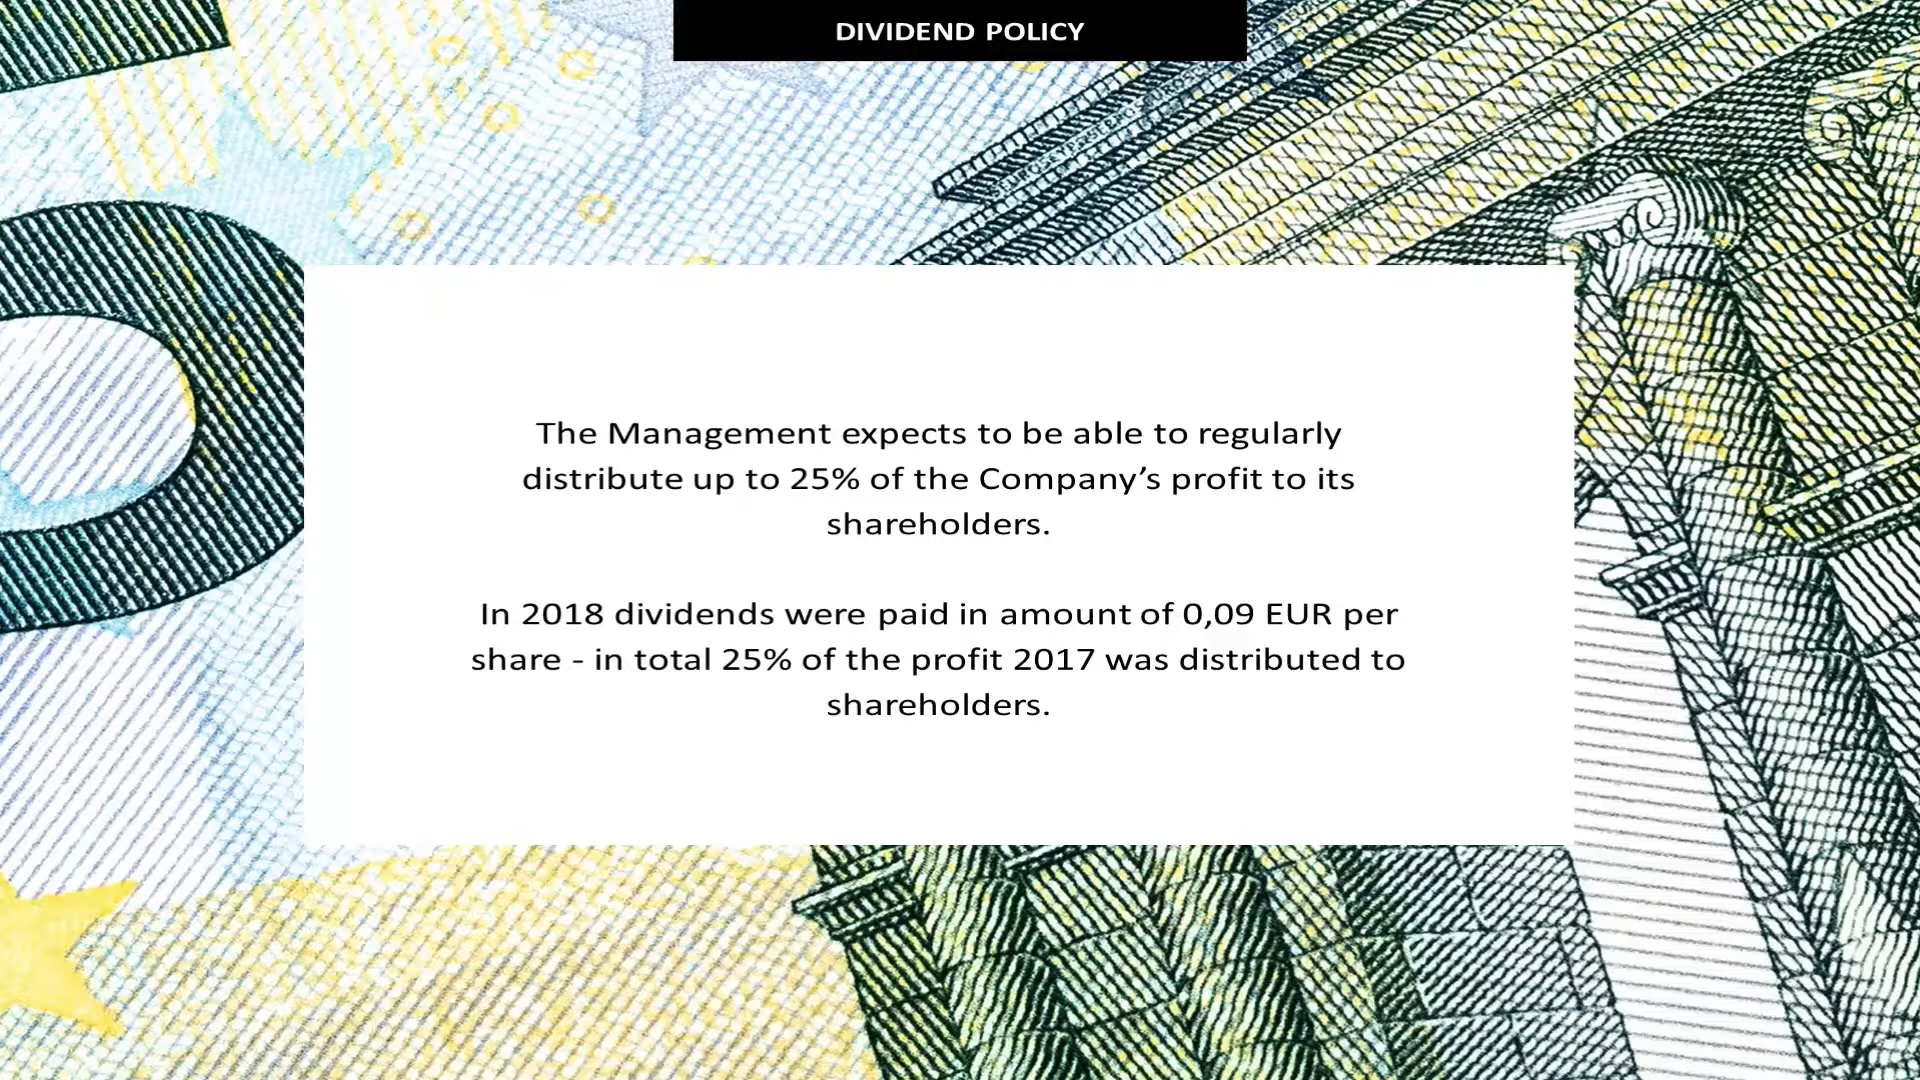 DIVIDEND POLICY
The Management expects to be able to regularly
distribute up to 25% of the Company’s profit to its
shareholders.
In 2018 dividends were paid in amount of 0,09 EUR per
share - in total 25% of the profit 2017 was distributed to
shareholders.